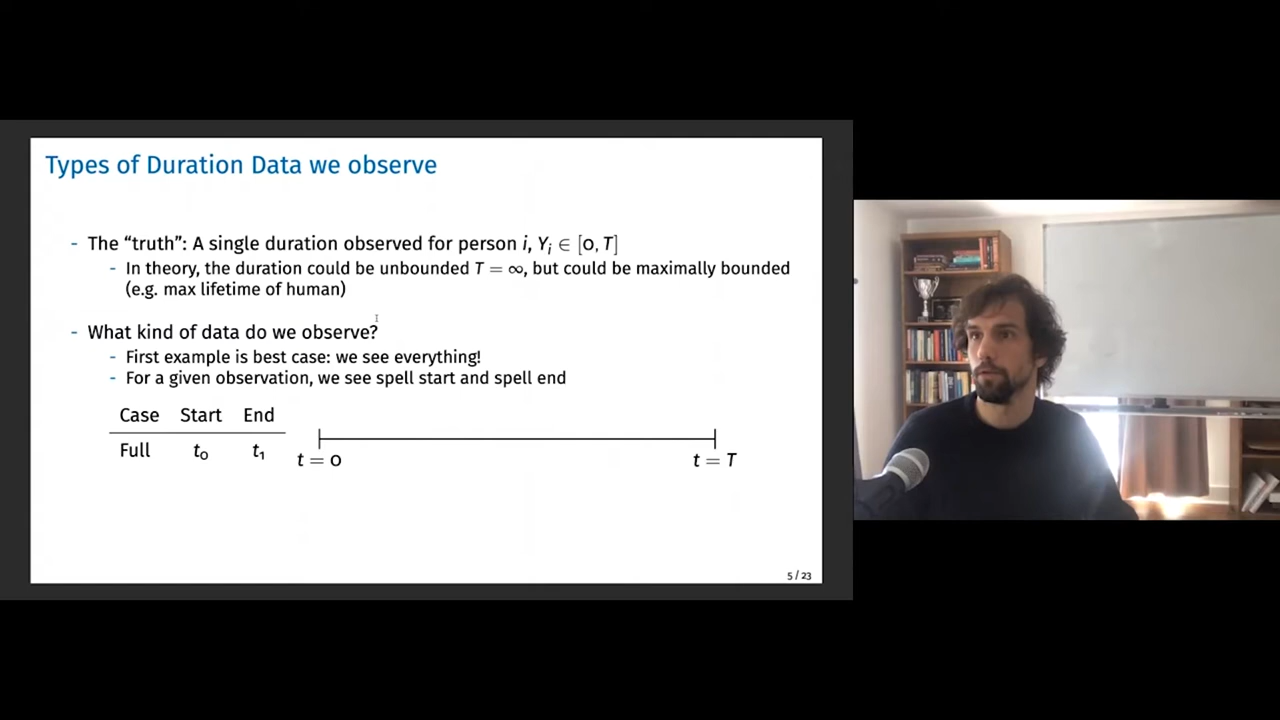 Types of Duration Data we observe
- The “truth”: A single duration observed for person i, Yᵢ ∈ [0, T]
- In theory, the duration could be unbounded T = ∞, but could be maximally bounded
(e.g. max lifetime of human)
- What kind of data do we observe?
- First example is best case: we see everything!
- For a given observation, we see spell start and spell end
Case Start End
Full t₀ t₁
t = 0 t = T
5 / 23